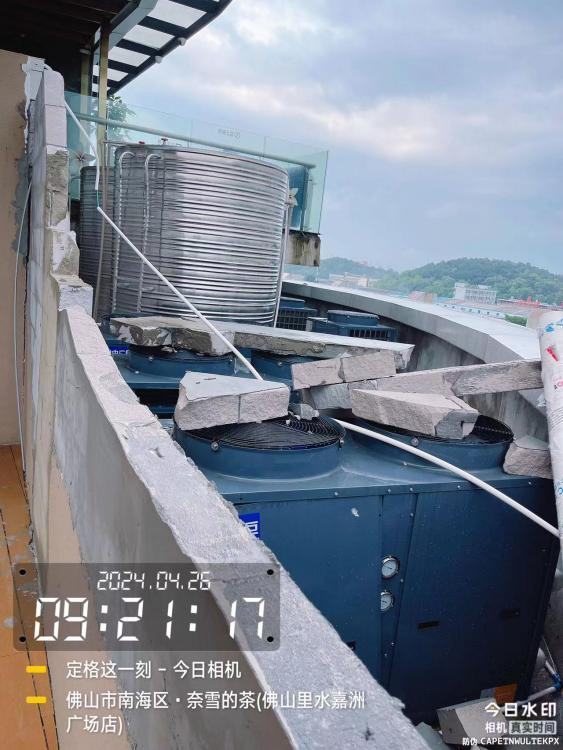 2024.04.26
09:21:17
定格这一刻 - 今日相机
佛山市南海区·奈雪的茶(佛山里水嘉洲
广场店)
今日水印
相机 真实时间
防伪 CAPETNWULTEKPX